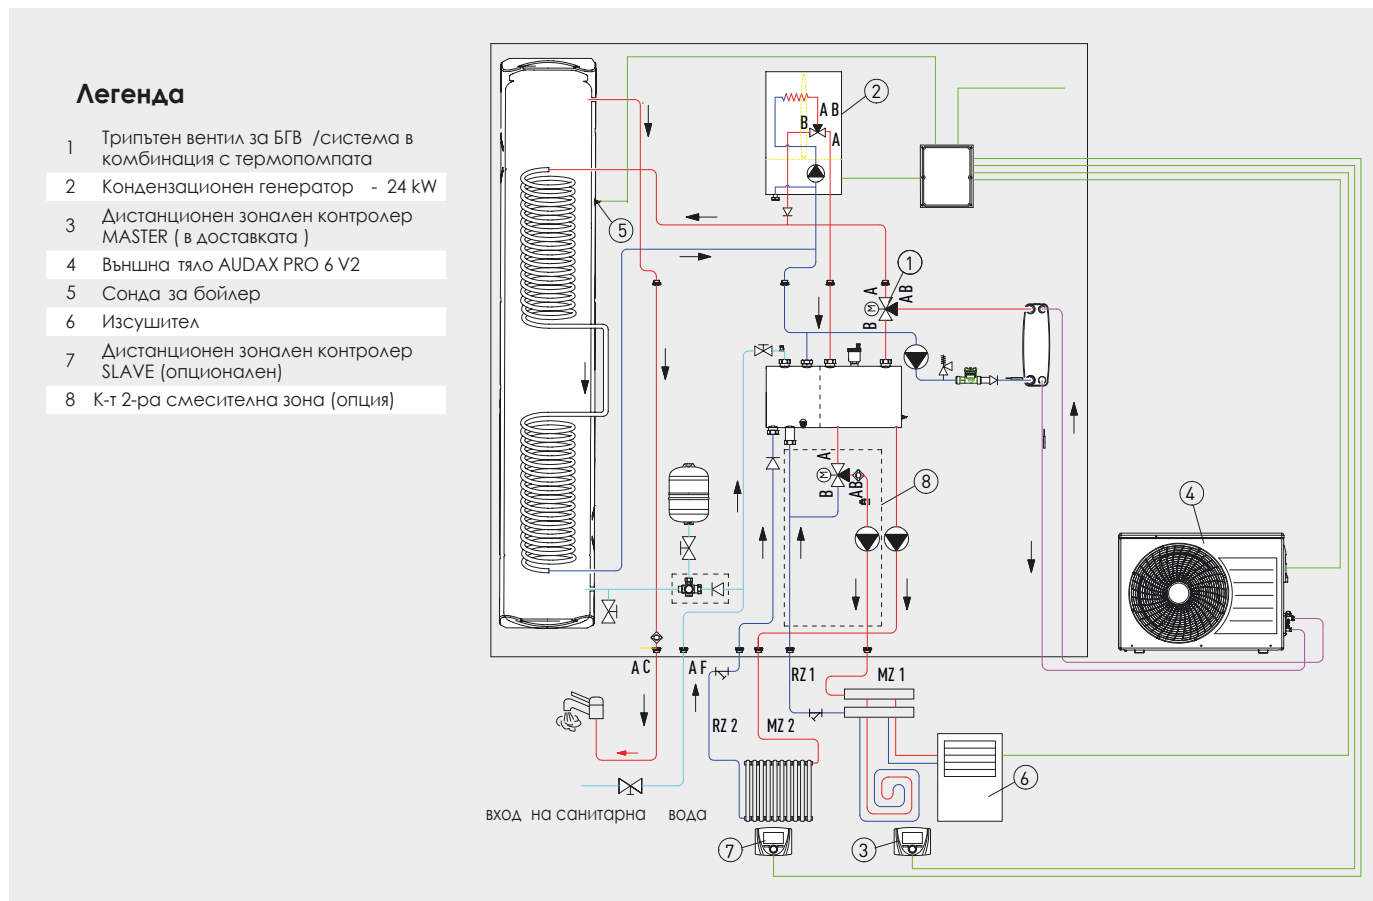 Легенда
1 Трипътен вентил за БГВ /система в
комбинация с термопомпата
2 Кондензационен генератор - 24 kW
3 Дистанционен зонален контролер
MASTER ( в доставката )
4 Външна тяло AUDAX PRO 6 V2
5 Сонда за бойлер
6 Изсушител
7 Дистанционен зонален контролер
SLAVE (опционален)
8 К-т 2-ра смесителна зона (опция)
2
A B
B
A
5
1
A
AB
M
B
A
M
B
AB
8
4
A C
A F
RZ 1
MZ 1
RZ 2
MZ 2
6
вход на санитарна вода
7
3